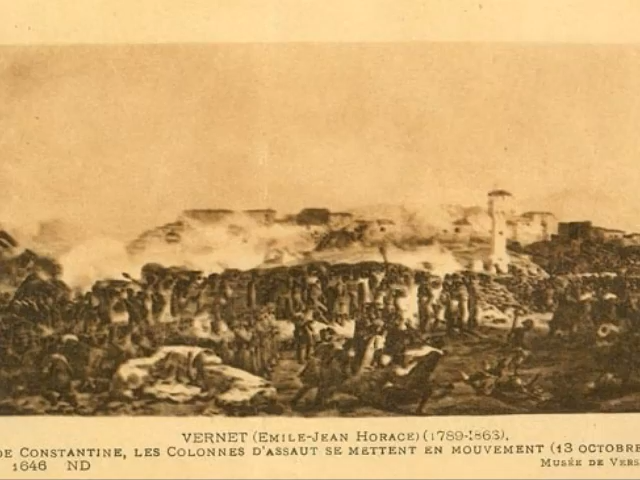 VERNET (EMILE-JEAN HORACE) (1789-1863).
DE CONSTANTINE, LES COLONNES D'ASSAUT SE METTENT EN MOUVEMENT (13 OCTOBRE
1646 ND
MUSÉE DE VERS